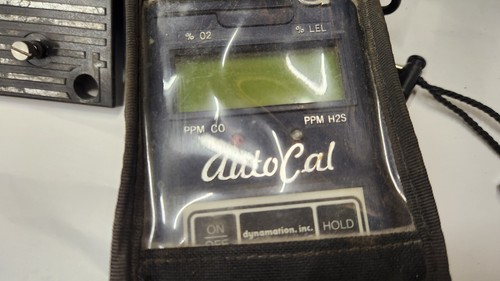 % O2
% LEL
PPM CO
PPM H2S
AutoCal
ON
OFF
dynamation. inc.
HOLD